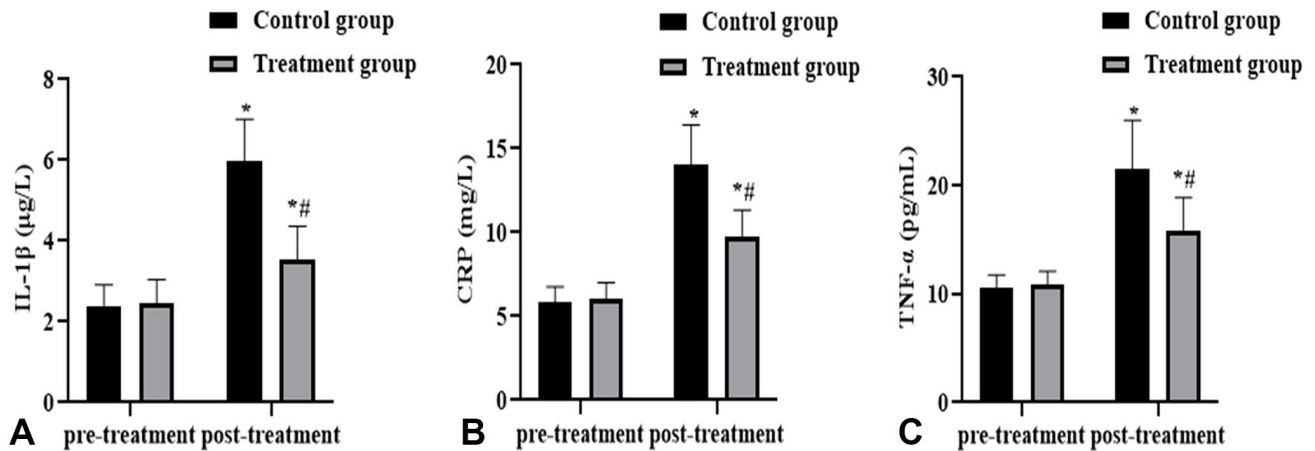 Control group
Treatment group
IL-1β (μg/L)
8
6
4
2
0
*
*#
pre-treatment
post-treatment
A
Control group
Treatment group
CRP (mg/L)
20
15
10
5
0
*
*#
pre-treatment
post-treatment
B
Control group
Treatment group
TNF-α (pg/mL)
30
20
10
0
*
*#
pre-treatment
post-treatment
C